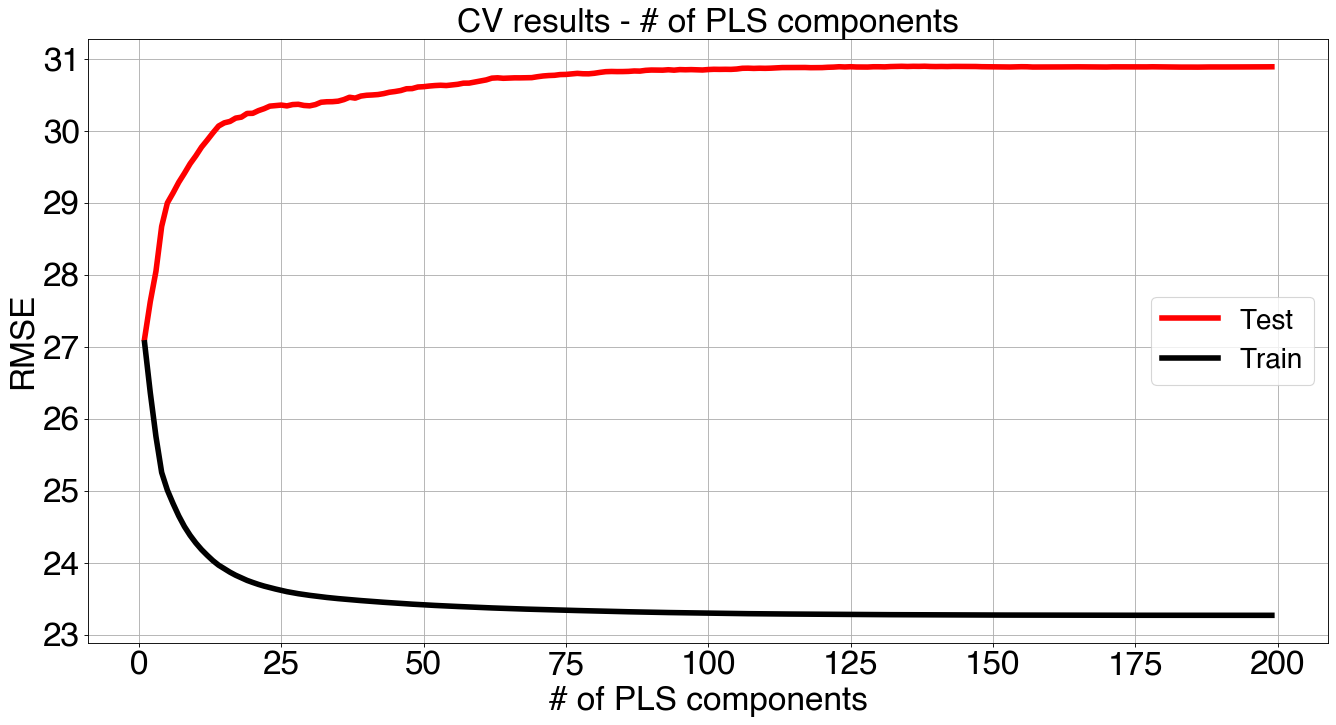 CV results - # of PLS components
RMSE
31
30
29
28
27
26
25
24
23
Test
Train
0 25 50 75 100 125 150 175 200
# of PLS components